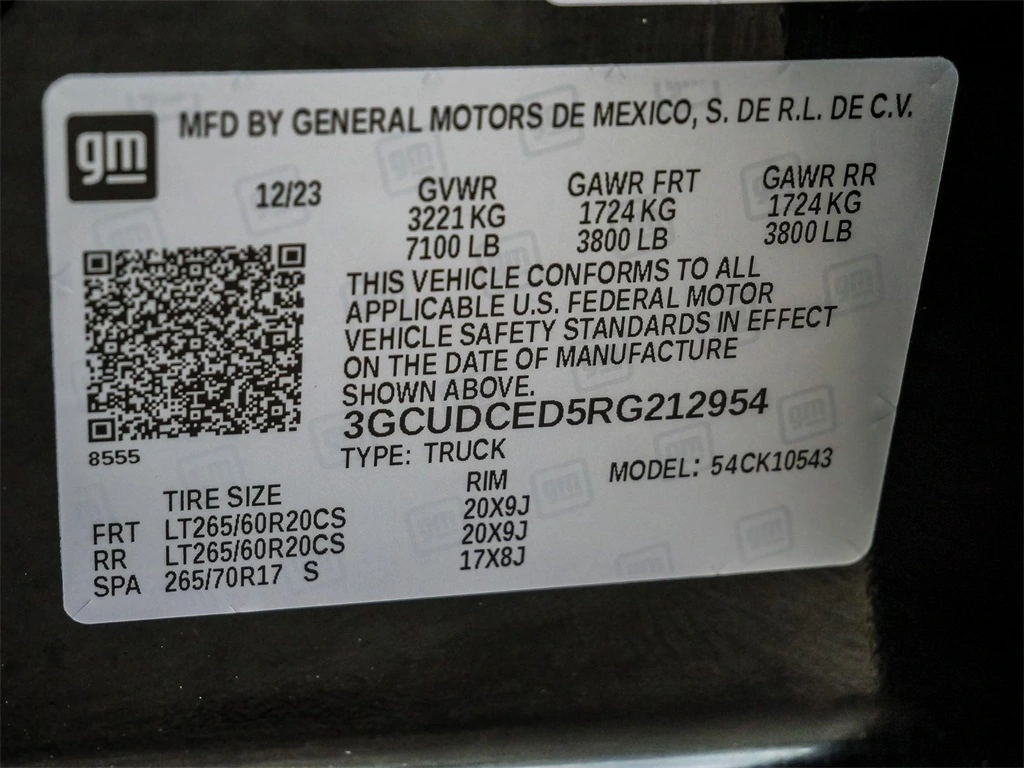 gm
MFD BY GENERAL MOTORS DE MEXICO, S. DE R.L. DE C.V.
12/23 GVWR GAWR FRT GAWR RR
3221 KG 1724 KG 1724 KG
7100 LB 3800 LB 3800 LB
THIS VEHICLE CONFORMS TO ALL
APPLICABLE U.S. FEDERAL MOTOR
VEHICLE SAFETY STANDARDS IN EFFECT
ON THE DATE OF MANUFACTURE
SHOWN ABOVE.
3GCUDCED5RG212954
8555
TYPE: TRUCK
MODEL: 54CK10543
TIRE SIZE RIM
FRT LT265/60R20CS 20X9J
RR LT265/60R20CS 20X9J
SPA 265/70R17 S 17X8J